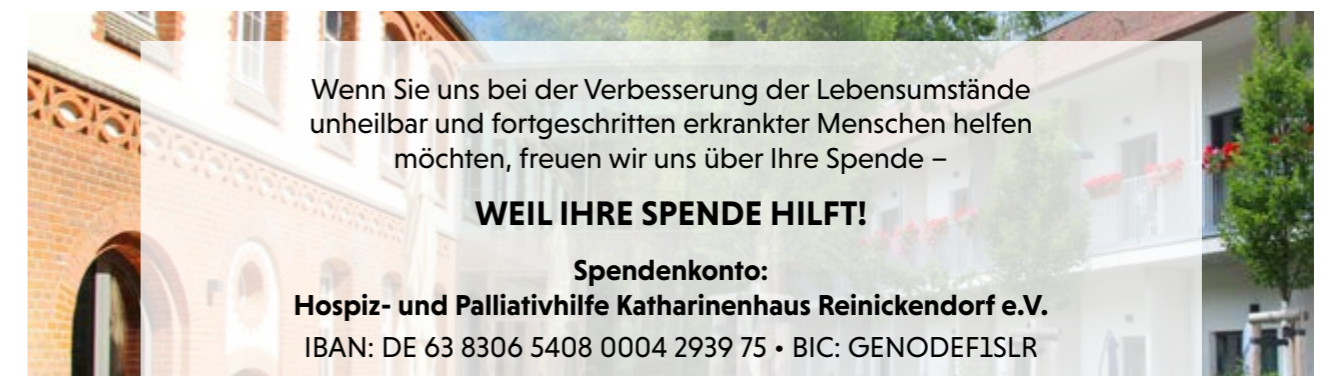 Wenn Sie uns bei der Verbesserung der Lebensumstände
unheilbar und fortgeschritten erkrankter Menschen helfen
möchten, freuen wir uns über Ihre Spende –
WEIL IHRE SPENDE HILFT!
Spendenkonto:
Hospiz- und Palliativhilfe Katharinenhaus Reinickendorf e.V.
IBAN: DE 63 8306 5408 0004 2939 75 • BIC: GENODEF1SLR